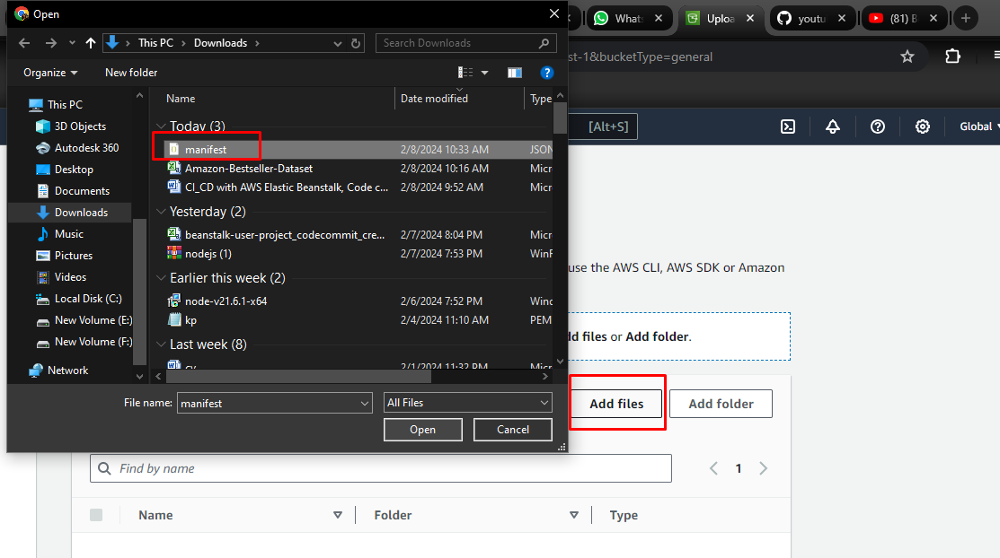 Open
Whats
Uploa
youtu
(81) B
This PC
Downloads
Search Downloads
st-1&bucketType=general
Organize
New folder
Name
Date modified
Type
This PC
3D Objects
Autodesk 360
Desktop
Documents
Downloads
Music
Pictures
Videos
Local Disk (C:)
New Volume (E:)
New Volume (F:)
Network
Today (3)
manifest 2/8/2024 10:33 AM JSON
Amazon-Bestseller-Dataset 2/8/2024 10:16 AM Micr
CI_CD with AWS Elastic Beanstalk, Code c... 2/8/2024 9:52 AM Micr
Yesterday (2)
beanstalk-user-project_codecommit_cre... 2/7/2024 8:04 PM Micr
nodejs (1) 2/7/2024 7:53 PM WinR
Earlier this week (2)
node-v21.6.1-x64 2/6/2024 7:52 PM Wind
kp 2/4/2024 11:10 AM PEM
Last week (8)
cv 2/1/2024 11:32 PM Micr
File name:
manifest
All Files
Open
Cancel
[Alt+S]
Global
use the AWS CLI, AWS SDK or Amazon
dd files or Add folder.
Add files
Add folder
Find by name
1
Name
Folder
Type